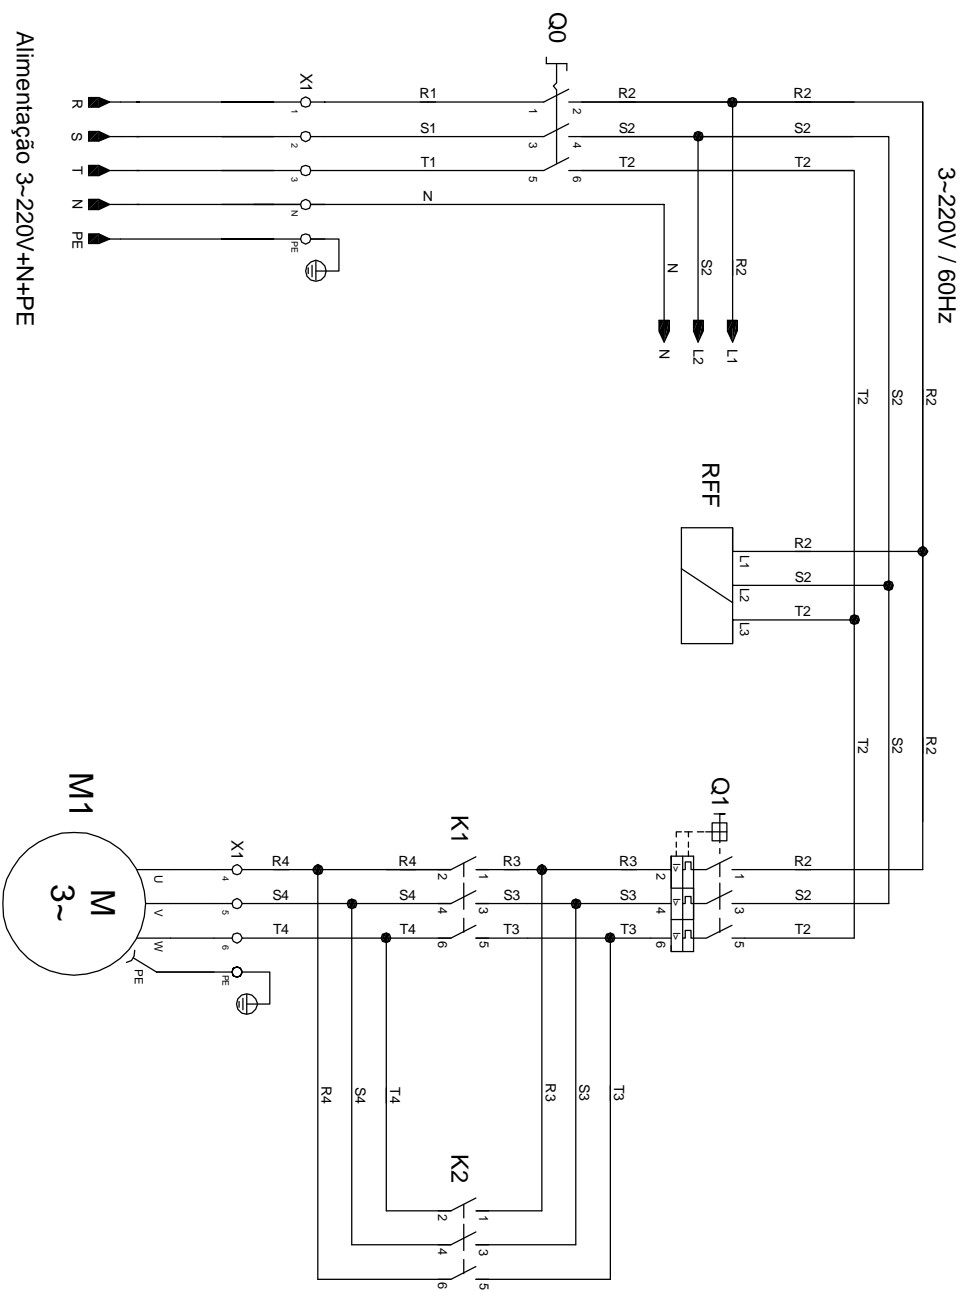 Alimentação 3~220V+N+PE
R
S
T
N
PE
X1
1
2
3
N
PE
R1
S1
T1
N
Q0
1
3
5
2
4
6
R2
S2
T2
R2
S2
T2
N
S2
R2
N
L2
L1
3~220V / 60Hz
T2
S2
R2
RFF
R2
S2
T2
L1
L2
L3
T2
S2
R2
Q1
R2
S2
T2
1
3
5
I>
I>
I>
2
4
6
R3
S3
T3
R3
S3
T3
K1
1
3
5
2
4
6
R4
S4
T4
R4
S4
T4
X1
4
5
6
PE
U
V
W
PE
M1
M
3~
R4
S4
T4
R3
S3
T3
K2
1
3
5
2
4
6